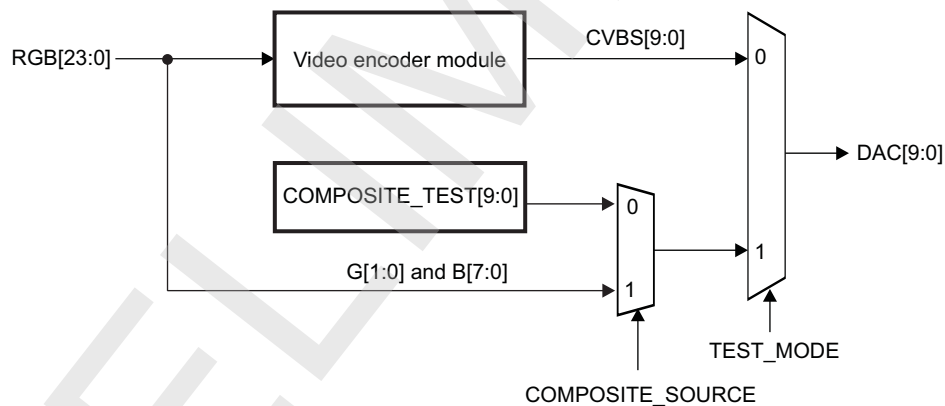 CVBS[9:0]
RGB[23:0]
Video encoder module
0
DAC[9:0]
COMPOSITE_TEST[9:0]
0
G[1:0] and B[7:0]
1
1
TEST_MODE
COMPOSITE_SOURCE